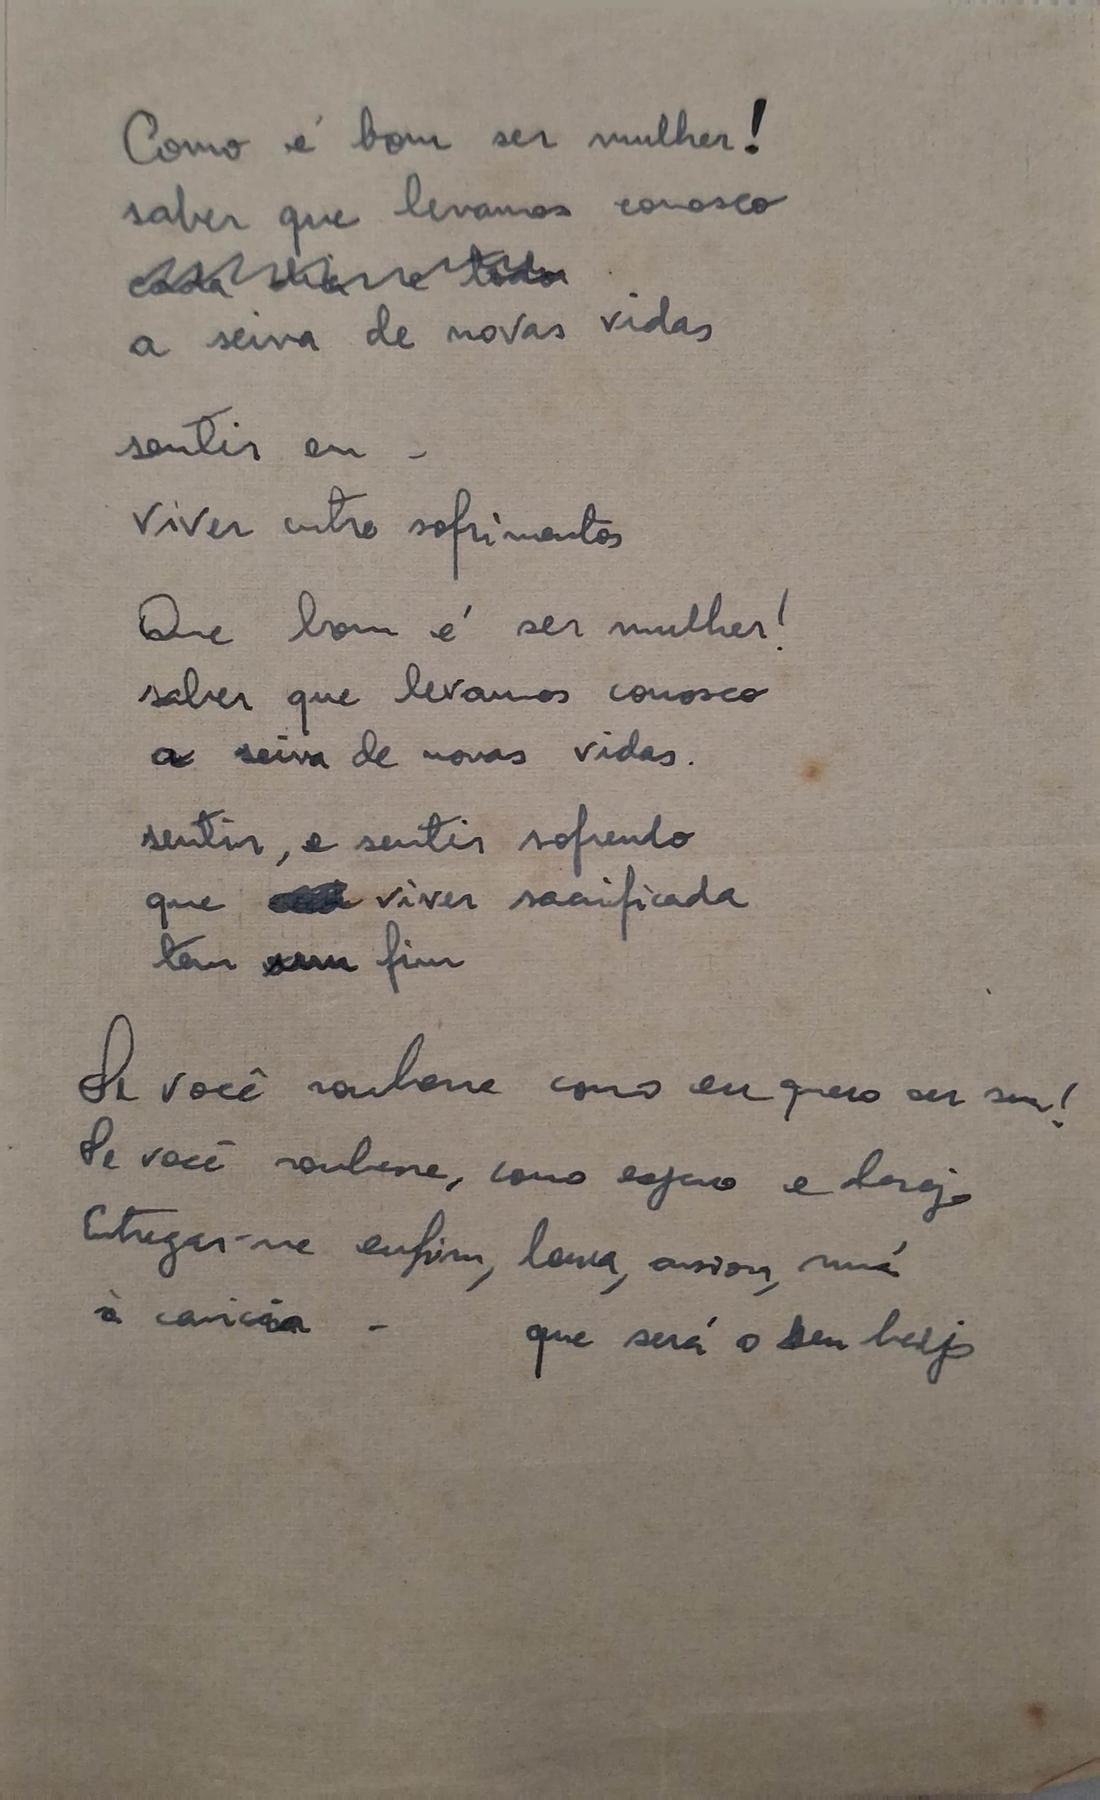 Como é bom ser mulher!
saber que levamos conosco
a seiva de novas vidas
sentir em -
viver entre sofrimentos
Que bom é ser mulher!
saber que levamos conosco
a seiva de novas vidas.
sentir, e sentir sofrendo
que viver sacrificada
tem um fim
Se você soubesse como eu quero ser sua!
Se você soubesse, como espero e desejo
Entregar-me enfim, louca, ansiosa, nua
à caricia - que será o seu beijo